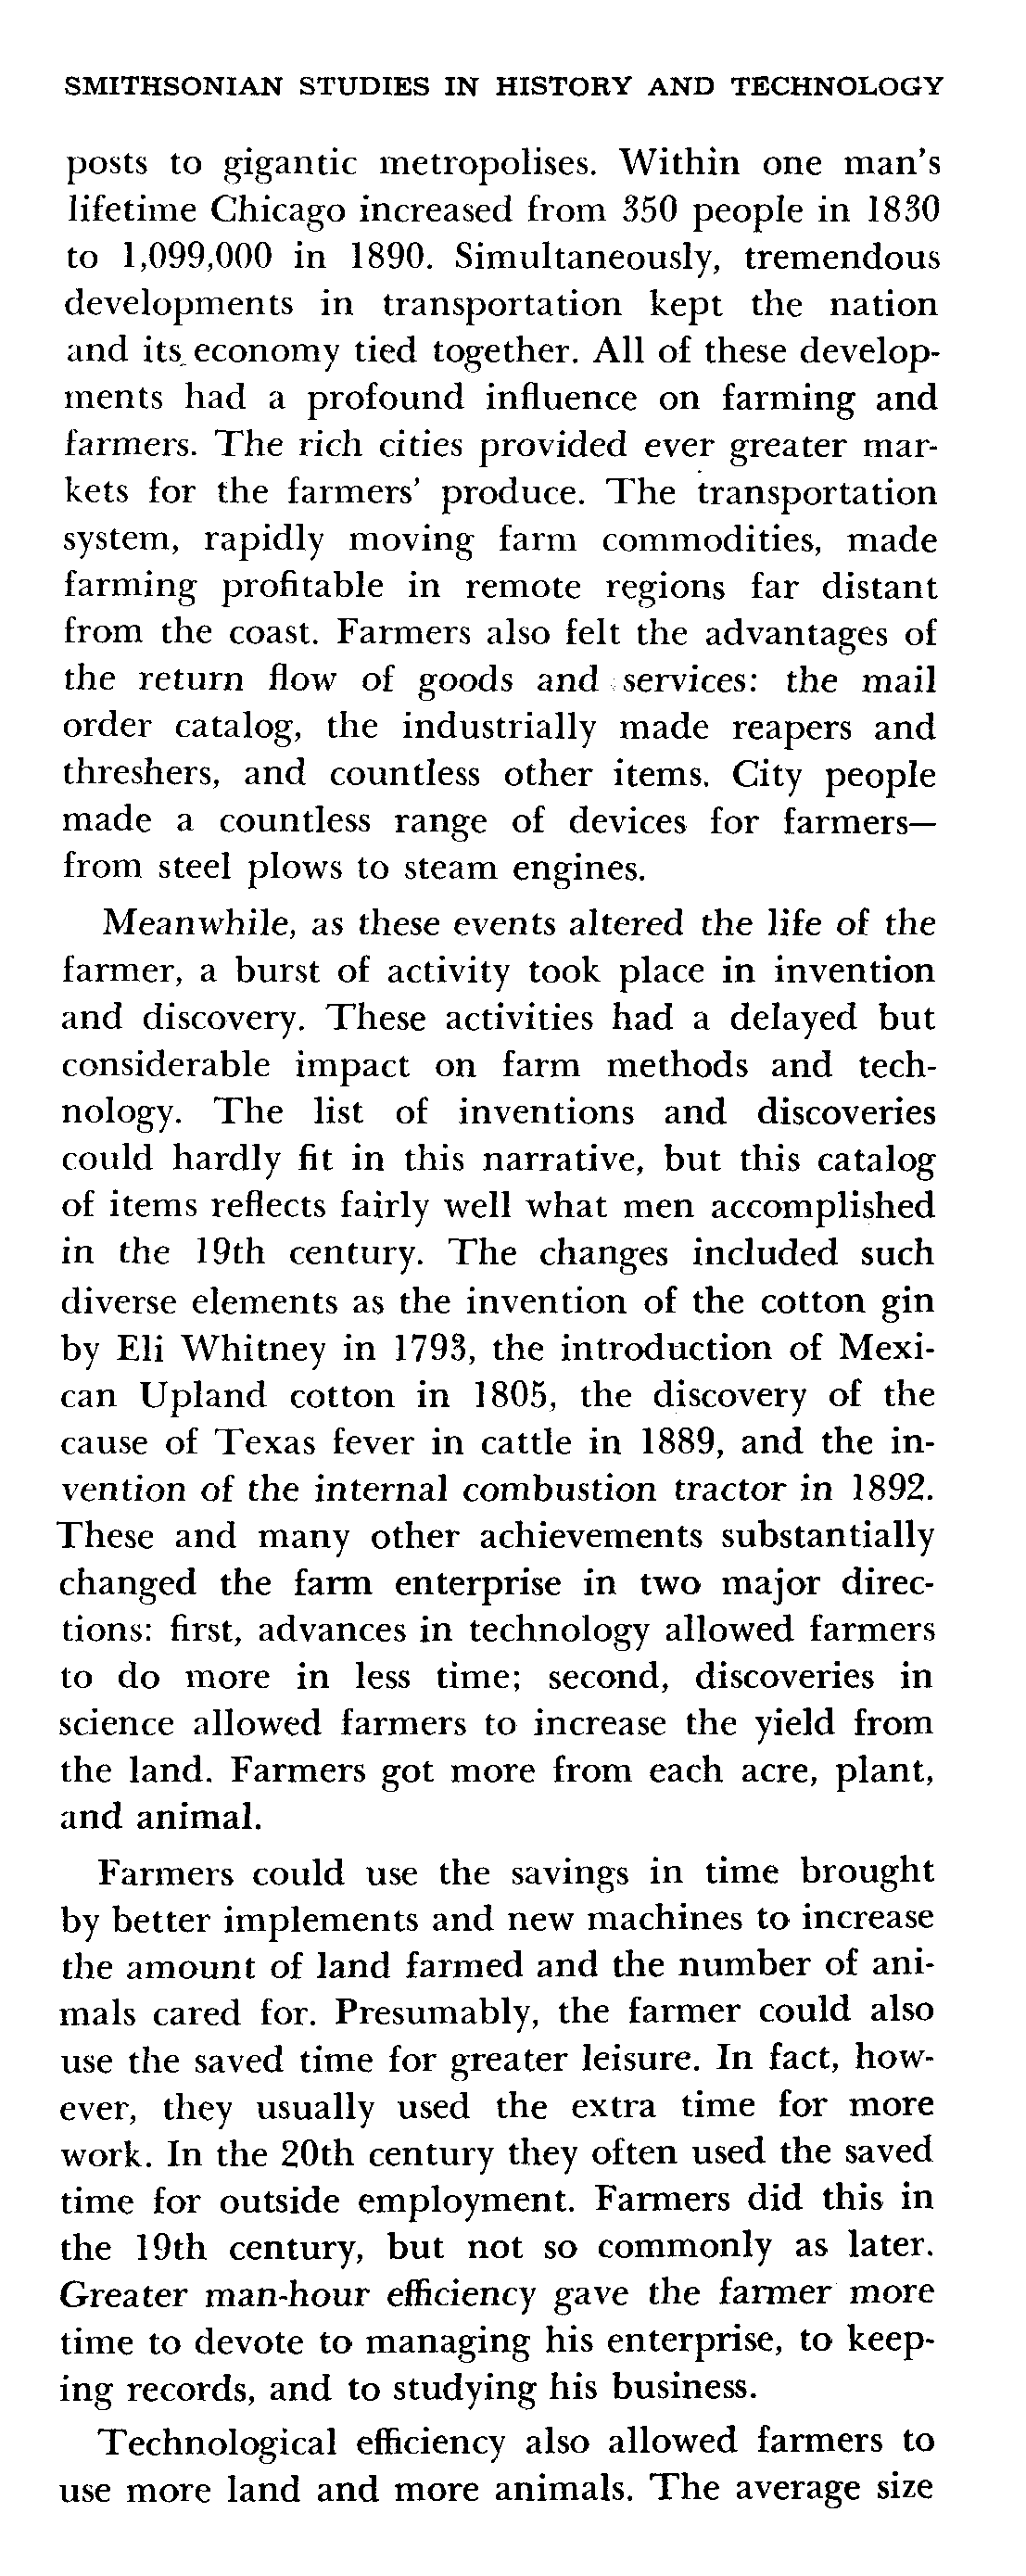 SMITHSONIAN STUDIES IN HISTORY AND TECHNOLOGY
posts to gigantic metropolises. Within one man's
lifetime Chicago increased from 350 people in 1830
to 1,099,000 in 1890. Simultaneously, tremendous
developments in transportation kept the nation
and its economy tied together. All of these develop-
ments had a profound influence on farming and
farmers. The rich cities provided ever greater mar-
kets for the farmers' produce. The transportation
system, rapidly moving farm commodities, made
farming profitable in remote regions far distant
from the coast. Farmers also felt the advantages of
the return flow of goods and services: the mail
order catalog, the industrially made reapers and
threshers, and countless other items. City people
made a countless range of devices for farmers—
from steel plows to steam engines.
Meanwhile, as these events altered the life of the
farmer, a burst of activity took place in invention
and discovery. These activities had a delayed but
considerable impact on farm methods and tech-
nology. The list of inventions and discoveries
could hardly fit in this narrative, but this catalog
of items reflects fairly well what men accomplished
in the 19th century. The changes included such
diverse elements as the invention of the cotton gin
by Eli Whitney in 1793, the introduction of Mexi-
can Upland cotton in 1805, the discovery of the
cause of Texas fever in cattle in 1889, and the in-
vention of the internal combustion tractor in 1892.
These and many other achievements substantially
changed the farm enterprise in two major direc-
tions: first, advances in technology allowed farmers
to do more in less time; second, discoveries in
science allowed farmers to increase the yield from
the land. Farmers got more from each acre, plant,
and animal.
Farmers could use the savings in time brought
by better implements and new machines to increase
the amount of land farmed and the number of ani-
mals cared for. Presumably, the farmer could also
use the saved time for greater leisure. In fact, how-
ever, they usually used the extra time for more
work. In the 20th century they often used the saved
time for outside employment. Farmers did this in
the 19th century, but not so commonly as later.
Greater man-hour efficiency gave the farmer more
time to devote to managing his enterprise, to keep-
ing records, and to studying his business.
Technological efficiency also allowed farmers to
use more land and more animals. The average size